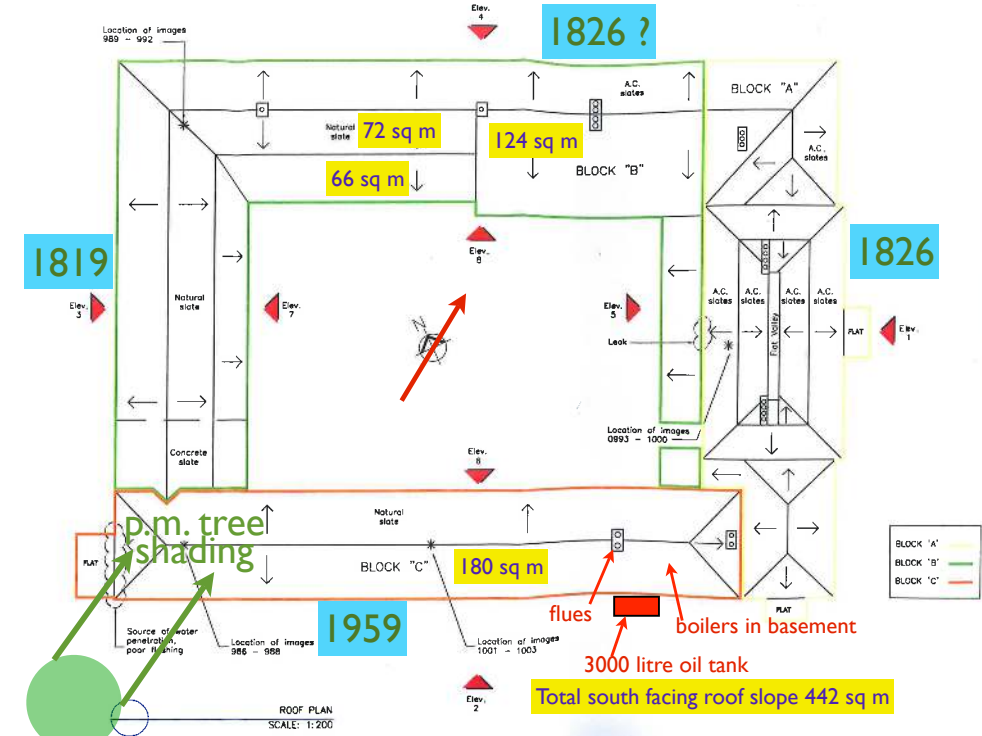 Elev.
4
1826 ?
Location of images
989 - 992
A.C.
slates
BLOCK "A"
Natural
slate
72 sq m
124 sq m
A.C.
slates
66 sq m
BLOCK "B"
1819
1826
Elev.
3
Natural
slate
Elev.
7
Elev.
6
N
Elev.
5
A.C.
slates
A.C.
slates
A.C.
slates
A.C.
slates
Flat Valley
FLAT
Elev.
1
Leak
Location of images
0993 - 1000
Concrete
slate
Elev.
8
p.m. tree
shading
Natural
slate
FLAT
BLOCK "C"
180 sq m
BLOCK 'A'
BLOCK 'B'
BLOCK 'C'
flues
boilers in basement
FLAT
Source of water
penetration,
poor flashing
Location of images
986 - 988
1959
Location of images
1001 - 1003
3000 litre oil tank
Elev.
2
Total south facing roof slope 442 sq m
ROOF PLAN
SCALE: 1:200